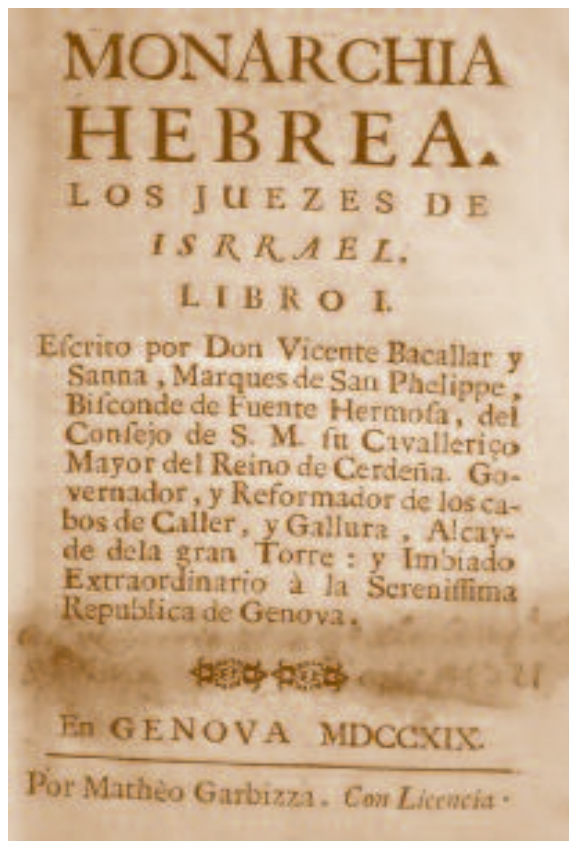 MONARCHIA
HEBREA.
LOS JUEZES DE
ISRRAEL.
LIBRO I.
Eſcrito por Don Vicente Bacallar y
Sanna, Marques de San Phelippe,
Biſconde de Fuente Hermoſa, del
Conſejo de S. M. ſu Cavalleriço
Mayor del Reino de Cerdeña. Go-
vernador, y Reformador de los ca-
bos de Caller, y Gallura, Alcay-
de dela gran Torre: y Imbiado
Extraordinario à la Sereniſſima
Republica de Genova.
En GENOVA MDCCXIX.
Por Mathèo Garbizza. Con Licencia.